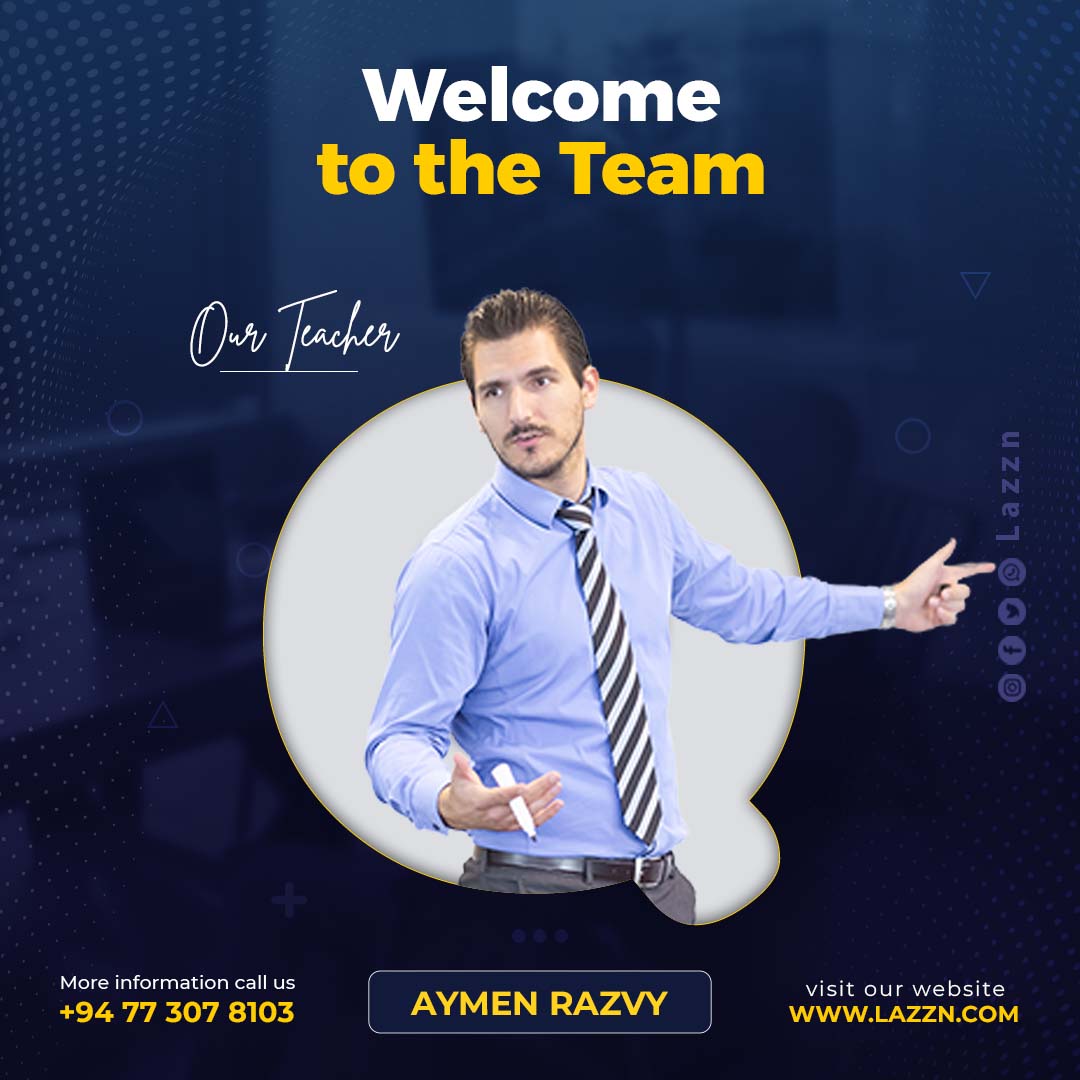 Welcome
to the Team
Our Teacher
Lazzn
More information call us
+94 77 307 8103
AYMEN RAZVY
visit our website
WWW.LAZZN.COM